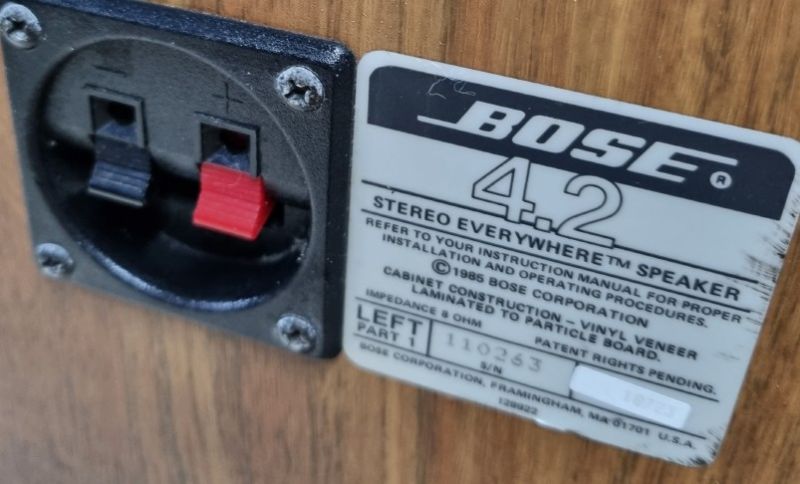 - +
BOSE®
4.2
STEREO EVERYWHERE™ SPEAKER
REFER TO YOUR INSTRUCTION MANUAL FOR PROPER
INSTALLATION AND OPERATING PROCEDURES.
©1985 BOSE CORPORATION
CABINET CONSTRUCTION - VINYL VENEER
LAMINATED TO PARTICLE BOARD.
IMPEDANCE 8 OHM PATENT RIGHTS PENDING.
LEFT
PART 1
110263
S/N
BOSE CORPORATION, FRAMINGHAM, MA 01701 U.S.A.
129922